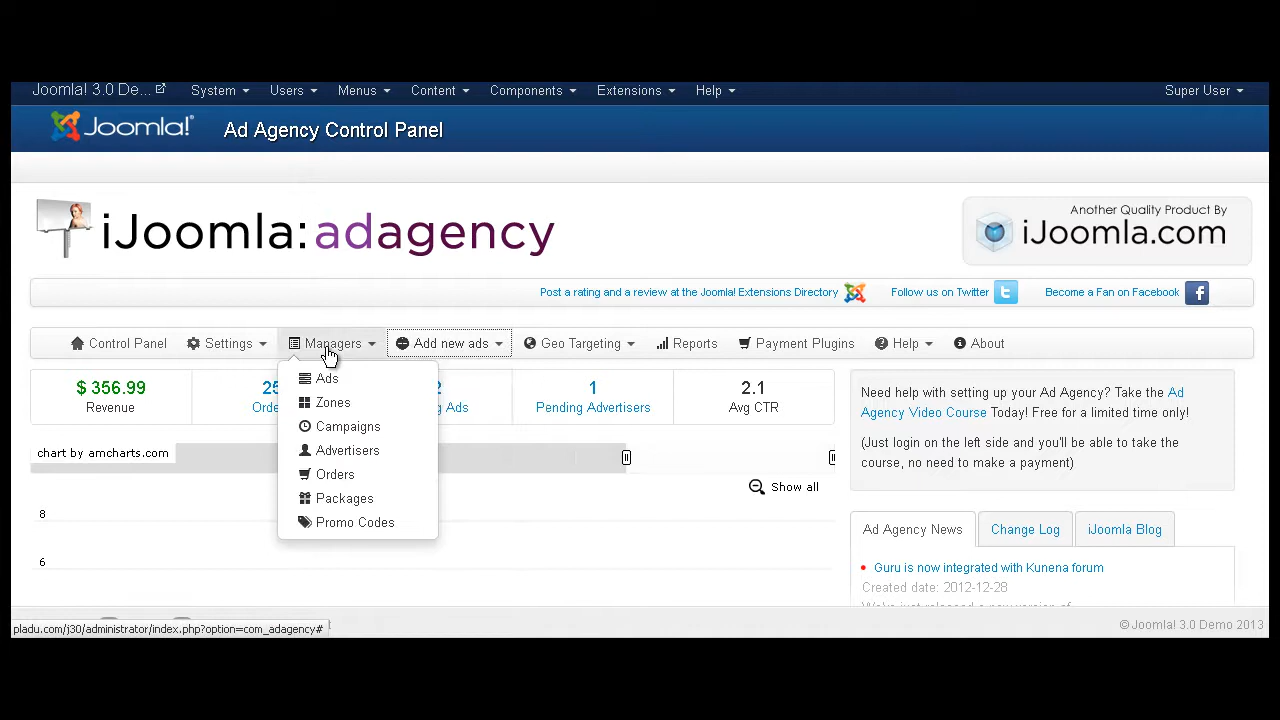 Joomla! 3.0 De... System Users Menus Content Components Extensions Help Super User
Joomla!® Ad Agency Control Panel
iJoomla:adagency
Another Quality Product By
iJoomla.com
Post a rating and a review at the Joomla! Extensions Directory Follow us on Twitter Become a Fan on Facebook
Control Panel Settings Managers Add new ads Geo Targeting Reports Payment Plugins Help About
Ads
Zones
Campaigns
Advertisers
Orders
Packages
Promo Codes
$ 356.99
Revenue
1
Pending Advertisers
2.1
Avg CTR
Need help with setting up your Ad Agency? Take the Ad
Agency Video Course Today! Free for a limited time only!
(Just login on the left side and you'll be able to take the
course, no need to make a payment)
chart by amcharts.com
Show all
8
6
Ad Agency News Change Log iJoomla Blog
Guru is now integrated with Kunena forum
Created date: 2012-12-28
We've just released a new version of
pladu.com/j30/administrator/index.php?option=com_adagency#
© Joomla! 3.0 Demo 2013